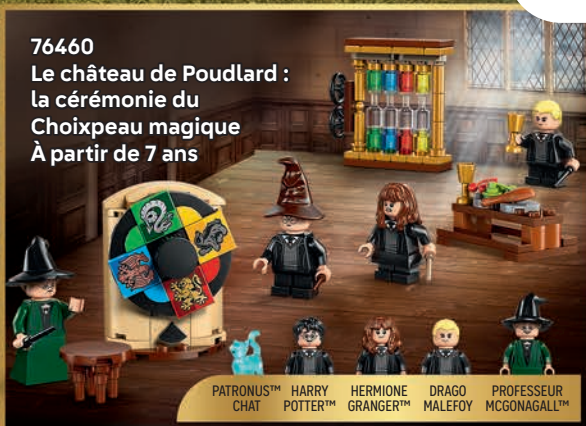 76460
Le château de Poudlard :
la cérémonie du
Choixpeau magique
À partir de 7 ans
PATRONUS™ HARRY HERMIONE DRAGO PROFESSEUR
CHAT POTTER™ GRANGER™ MALEFOY MCGONAGALL™